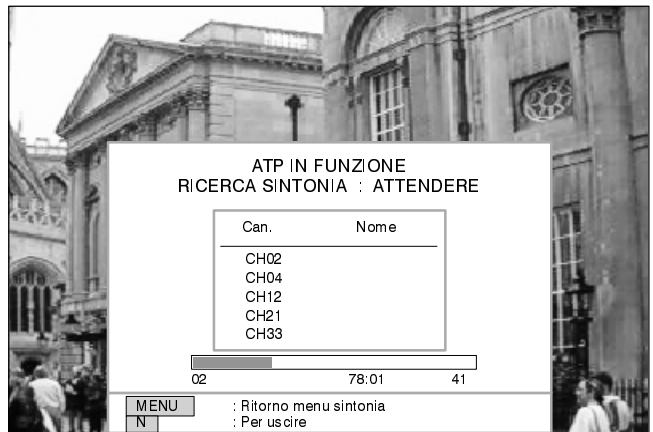 ATP IN FUNZIONE
RICERCA SINTONIA : ATTENDERE
Can. Nome
CH02
CH04
CH12
CH21
CH33
02 78:01 41
MENU : Ritorno menu sintonia
N : Per uscire